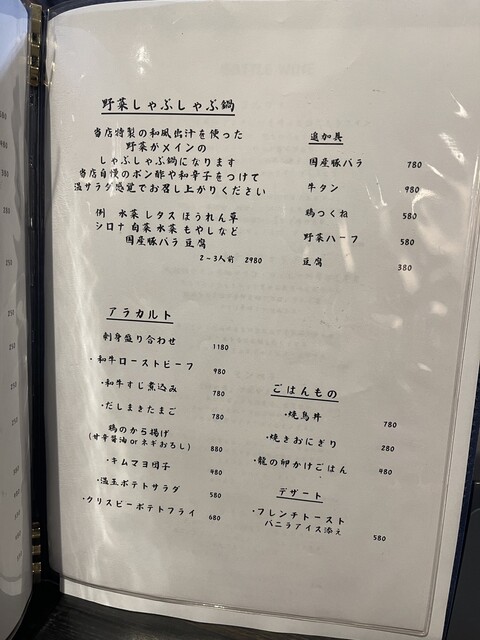 野菜しゃぶしゃぶ鍋
当店特製の和風出汁を使った
野菜がメインの
しゃぶしゃぶ鍋になります
当店自慢のポン酢や和辛子をつけて
温サラダ感覚でお召し上がりください
例 水菜 レタス ほうれん草
シロナ 白菜 水菜 もやしなど
国産豚バラ 豆腐
2-3人前 2980
追加具
国産豚バラ 780
牛タン 980
鶏つくね 580
野菜ハーフ 580
豆腐 380
アラカルト
刺身盛り合わせ 1180
・和牛ローストビーフ 980
・和牛すじ煮込み 780
・だしまきたまご 780
鶏のから揚げ
(甘辛醤油 or ネギおろし) 880
・キムマヨ団子 480
・温玉ポテトサラダ 580
・クリスピーポテトフライ 680
ごはんもの
・焼鳥丼 780
・焼きおにぎり 280
・龍の卵かけごはん 480
デザート
・フレンチトースト
バニラアイス添え 580